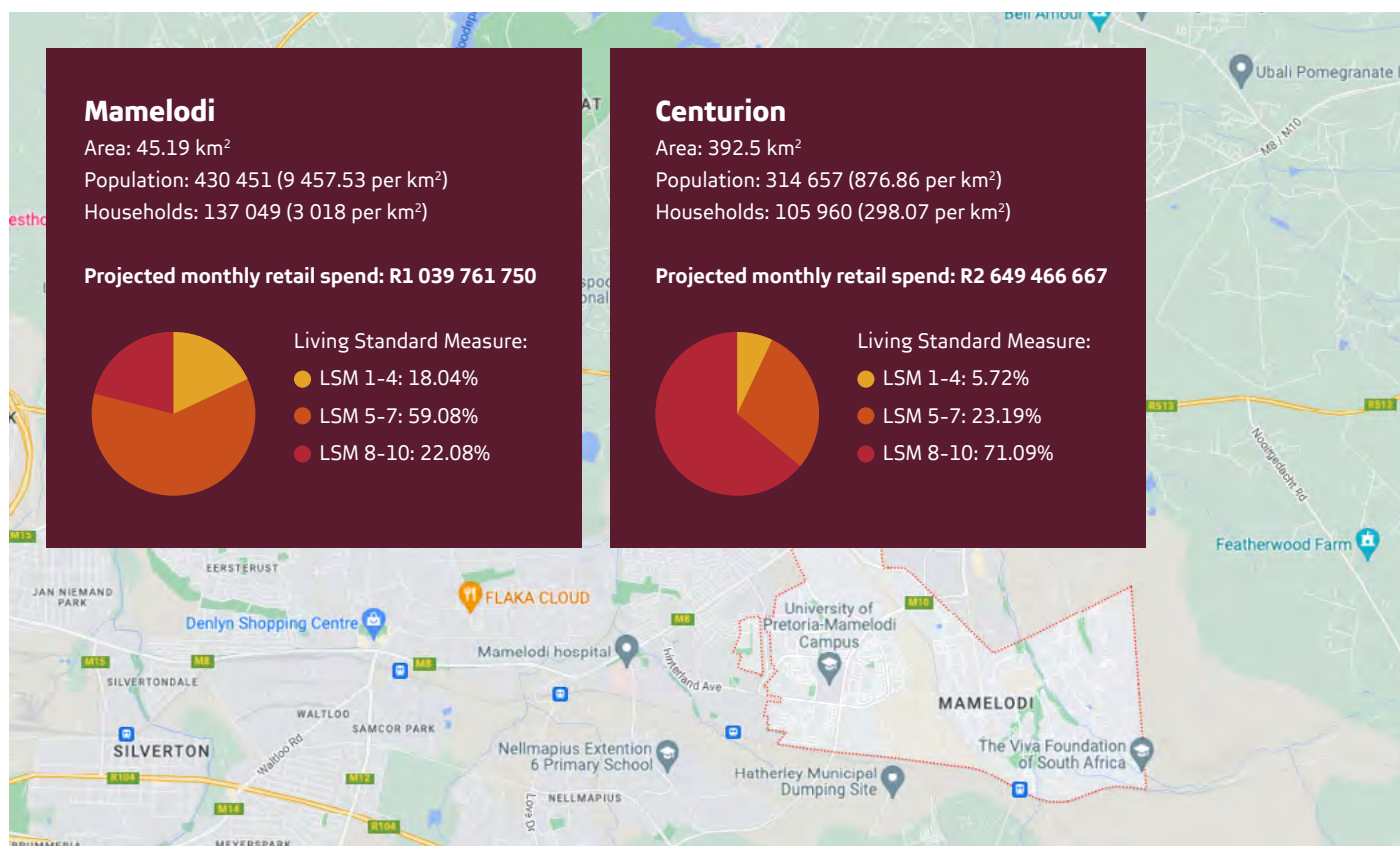 Bell Amour
Ubali Pomegranate
M8 / M10
AT
Mamelodi
Area: 45.19 km²
Population: 430 451 (9 457.53 per km²)
Households: 137 049 (3 018 per km²)
Projected monthly retail spend: R1 039 761 750
Living Standard Measure:
LSM 1-4: 18.04%
LSM 5-7: 59.08%
LSM 8-10: 22.08%
Centurion
Area: 392.5 km²
Population: 314 657 (876.86 per km²)
Households: 105 960 (298.07 per km²)
Projected monthly retail spend: R2 649 466 667
Living Standard Measure:
LSM 1-4: 5.72%
LSM 5-7: 23.19%
LSM 8-10: 71.09%
R513
R513
Nooitgedacht Rd
Featherwood Farm
M15
EERSTERUST
JAN NIEMAND
PARK
FLAKA CLOUD
Denlyn Shopping Centre
M8
M10
University of
Pretoria-Mamelodi
Campus
Mamelodi hospital
Hinterland Ave
M15
M8
M8
SILVERTONDALE
MAMELODI
WALTLOO
SAMCOR PARK
SILVERTON
Waltloo Rd
Nellmapius Extention
6 Primary School
The Viva Foundation
of South Africa
Hatherley Municipal
Dumping Site
R104
M12
NELLMAPIUS
M14
R104
MEYERSPARK
BRUMMERIA